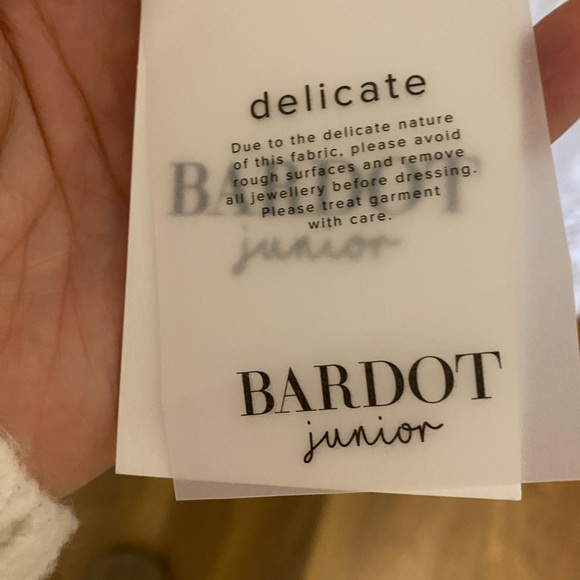 delicate
Due to the delicate nature
of this fabric, please avoid
rough surfaces and remove
all jewellery before dressing.
Please treat garment
with care.
BARDOT
junior
BARDOT
junior